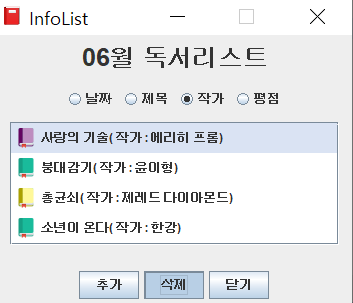 InfoList
06월 독서리스트
날짜 제목 작가 평점
사랑의 기술(작가:에리히 프롬)
붕대감기(작가:윤이형)
총균쇠(작가:제레드 다이아몬드)
소년이 온다(작가:한강)
추가 삭제 닫기